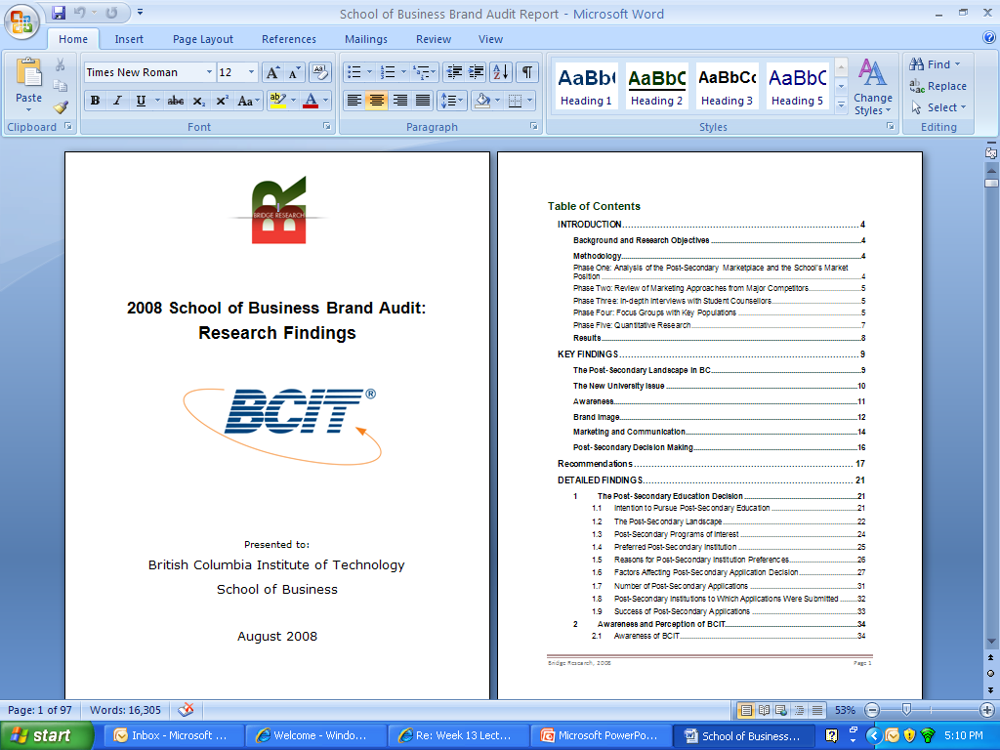 School of Business Brand Audit Report - Microsoft Word
Home Insert Page Layout References Mailings Review View
Paste
Times New Roman 12
B I U abc X₂ X² Aa ab A
AaBbC AaBbC AaBbCc AaBbC
Heading 1 Heading 2 Heading 3 Heading 5
Change Styles
Find
Replace
Select
Clipboard Font Paragraph Styles Editing
BR
BRIDGE RESEARCH
2008 School of Business Brand Audit:
Research Findings
BCIT®
Presented to:
British Columbia Institute of Technology
School of Business
August 2008
Table of Contents
INTRODUCTION 4
Background and Research Objectives 4
Methodology 4
Phase One: Analysis of the Post-Secondary Marketplace and the School's Market
Position 4
Phase Two: Review of Marketing Approaches from Major Competitors 5
Phase Three: In-depth Interviews with Student Counsellors 5
Phase Four: Focus Groups with Key Populations 5
Phase Five: Quantitative Research 7
Results 8
KEY FINDINGS 9
The Post-Secondary Landscape in BC 9
The New University Issue 10
Awareness 11
Brand Image 12
Marketing and Communication 14
Post-Secondary Decision Making 16
Recommendations 17
DETAILED FINDINGS 21
1 The Post-Secondary Education Decision 21
1.1 Intention to Pursue Post-Secondary Education 21
1.2 The Post-Secondary Landscape 22
1.3 Post-Secondary Programs of Interest 24
1.4 Preferred Post-Secondary Institution 25
1.5 Reasons for Post-Secondary Institution Preferences 26
1.6 Factors Affecting Post-Secondary Application Decision 27
1.7 Number of Post-Secondary Applications 31
1.8 Post-Secondary Institutions to Which Applications Were Submitted 32
1.9 Success of Post-Secondary Applications 33
2 Awareness and Perception of BCIT 34
2.1 Awareness of BCIT 34
Bridge Research, 2008 Page 1
Page: 1 of 97 Words: 16,305 53%
start Inbox - Microsoft ... Welcome - Windo... Re: Week 13 Lect... Microsoft PowerPo... School of Business... 5:10 PM